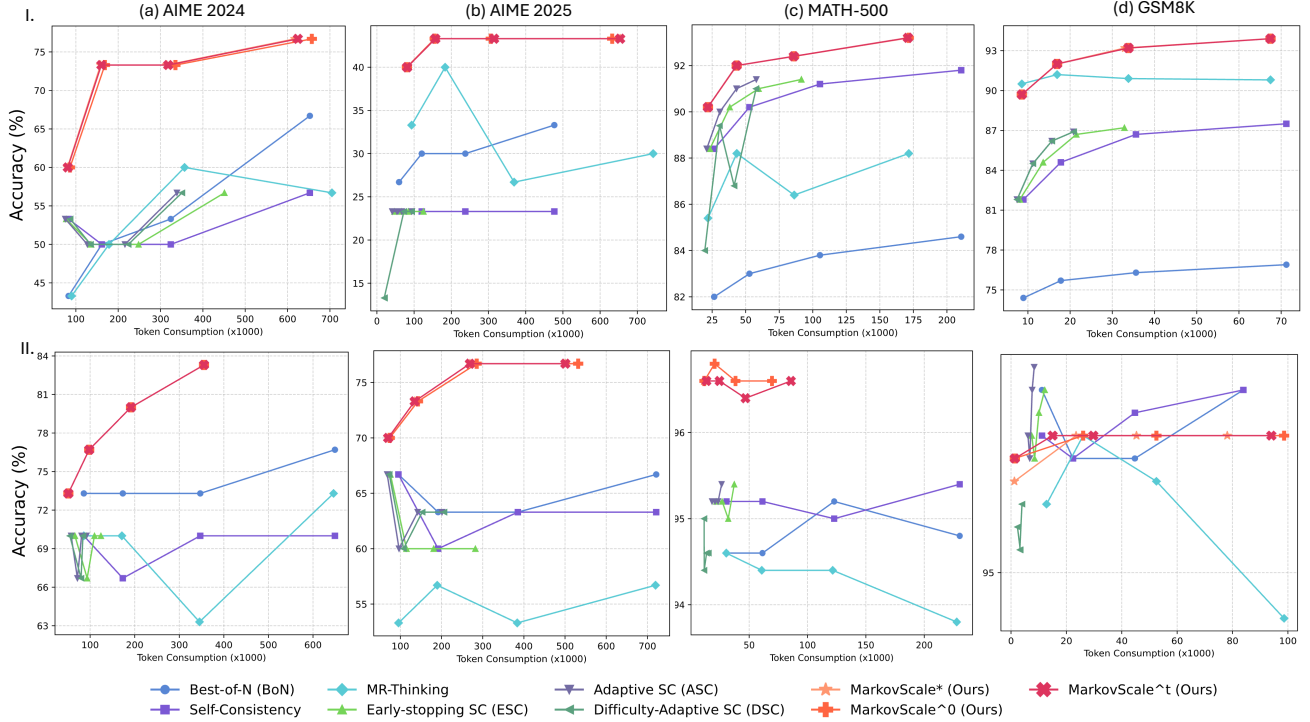 I.
(a) AIME 2024
(b) AIME 2025
(c) MATH-500
(d) GSM8K
Accuracy (%)
75
70
65
60
55
50
45
100 200 300 400 500 600 700
Token Consumption (x1000)
40
35
30
25
20
15
0 100 200 300 400 500 600 700
Token Consumption (x1000)
92
90
88
86
84
82
25 50 75 100 125 150 175 200
Token Consumption (x1000)
93
90
87
84
81
78
75
10 20 30 40 50 60 70
Token Consumption (x1000)
II.
Accuracy (%)
84
81
78
75
72
69
66
63
100 200 300 400 500 600
Token Consumption (x1000)
75
70
65
60
55
100 200 300 400 500 600 700
Token Consumption (x1000)
96
95
94
50 100 150 200
Token Consumption (x1000)
95
0 20 40 60 80 100
Token Consumption (x1000)
Best-of-N (BoN)
Self-Consistency
MR-Thinking
Early-stopping SC (ESC)
Adaptive SC (ASC)
Difficulty-Adaptive SC (DSC)
MarkovScale* (Ours)
MarkovScale^0 (Ours)
MarkovScale^t (Ours)